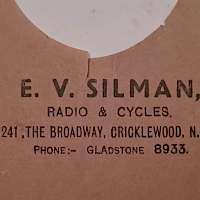 E. V. SILMAN,
RADIO & CYCLES.
241, THE BROADWAY, CRICKLEWOOD, N.
PHONE:- GLADSTONE 8933.